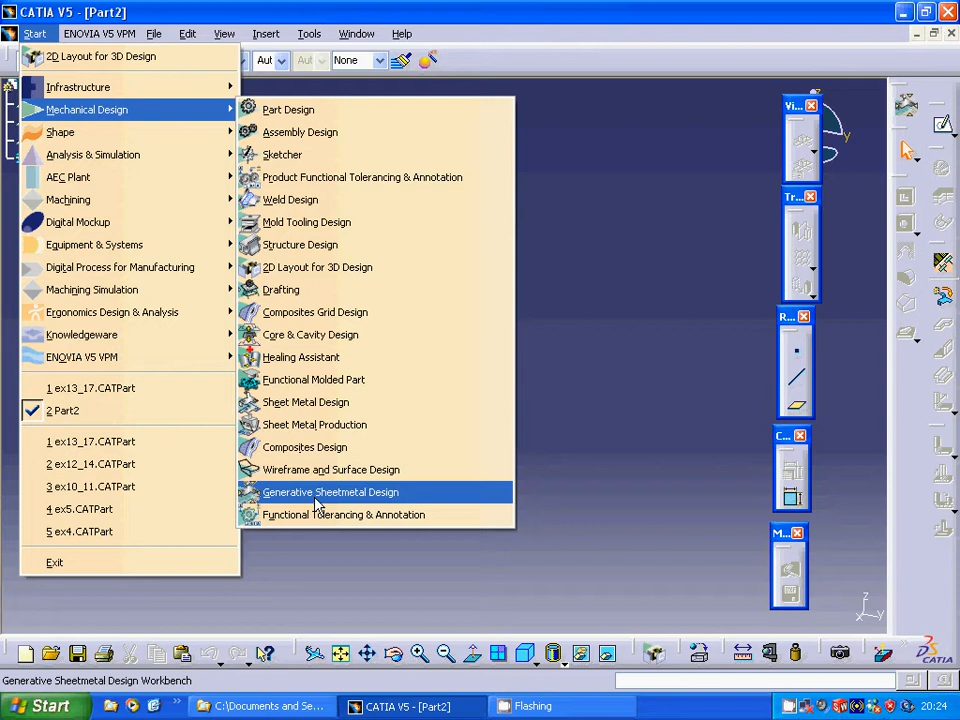 CATIA V5 - [Part2]
Start ENOVIA V5 VPM File Edit View Insert Tools Window Help
2D Layout for 3D Design
Infrastructure
Mechanical Design
Shape
Analysis & Simulation
AEC Plant
Machining
Digital Mockup
Equipment & Systems
Digital Process for Manufacturing
Machining Simulation
Ergonomics Design & Analysis
Knowledgeware
ENOVIA V5 VPM
1 ex13_17.CATPart
2 Part2
1 ex13_17.CATPart
2 ex12_14.CATPart
3 ex10_11.CATPart
4 ex5.CATPart
5 ex4.CATPart
Exit
Part Design
Assembly Design
Sketcher
Product Functional Tolerancing & Annotation
Weld Design
Mold Tooling Design
Structure Design
2D Layout for 3D Design
Drafting
Composites Grid Design
Core & Cavity Design
Healing Assistant
Functional Molded Part
Sheet Metal Design
Sheet Metal Production
Composites Design
Wireframe and Surface Design
Generative Sheetmetal Design
Functional Tolerancing & Annotation
Aut Aut None
Vi...
Tr...
R...
C...
M...
z
y
z
x y
CATIA
Generative Sheetmetal Design Workbench
Start C:\Documents and Se... CATIA V5 - [Part2] Flashing 20:24